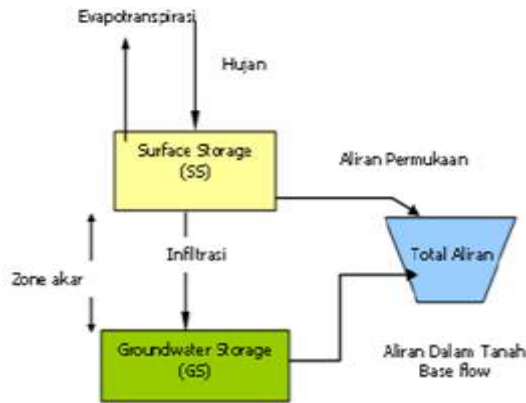 Evapotranspirasi
Hujan
Surface Storage
(SS)
Aliran Permukaan
Infiltrasi
Total Aliran
Zone akar
Groundwater Storage
(GS)
Aliran Dalam Tanah
Base flow